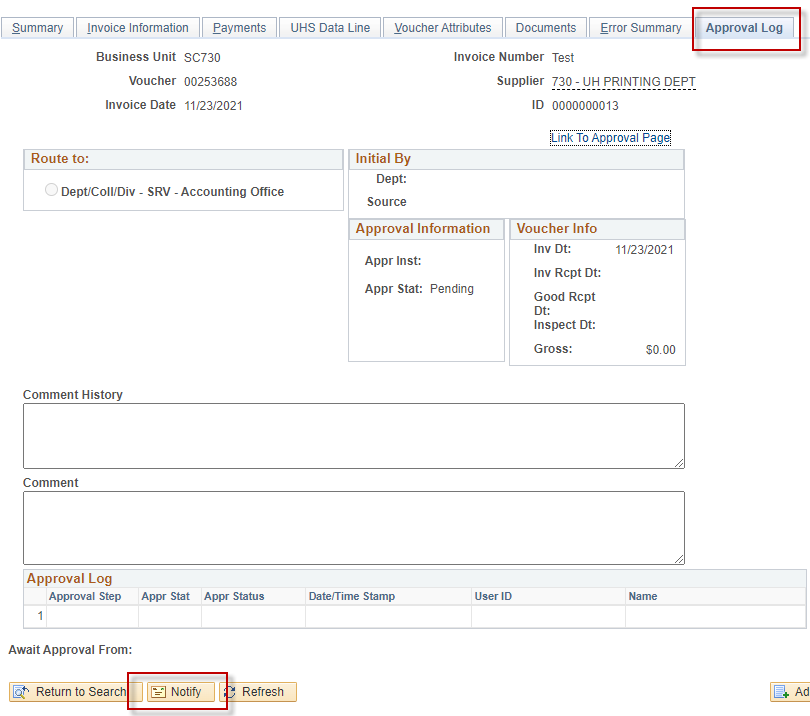 Summary Invoice Information Payments UHS Data Line Voucher Attributes Documents Error Summary Approval Log
Business Unit SC730 Invoice Number Test
Voucher 00253688 Supplier 730 - UH PRINTING DEPT
Invoice Date 11/23/2021 ID 0000000013
Link To Approval Page
Route to: Initial By
Dept:
Dept/Coll/Div - SRV - Accounting Office
Source
Approval Information Voucher Info
Inv Dt: 11/23/2021
Appr Inst:
Inv Rcpt Dt:
Appr Stat: Pending
Good Rcpt
Dt:
Inspect Dt:
Gross: $0.00
Comment History
Comment
Approval Log
Approval Step Appr Stat Appr Status Date/Time Stamp User ID Name
1
Await Approval From:
Return to Search Notify Refresh Ad